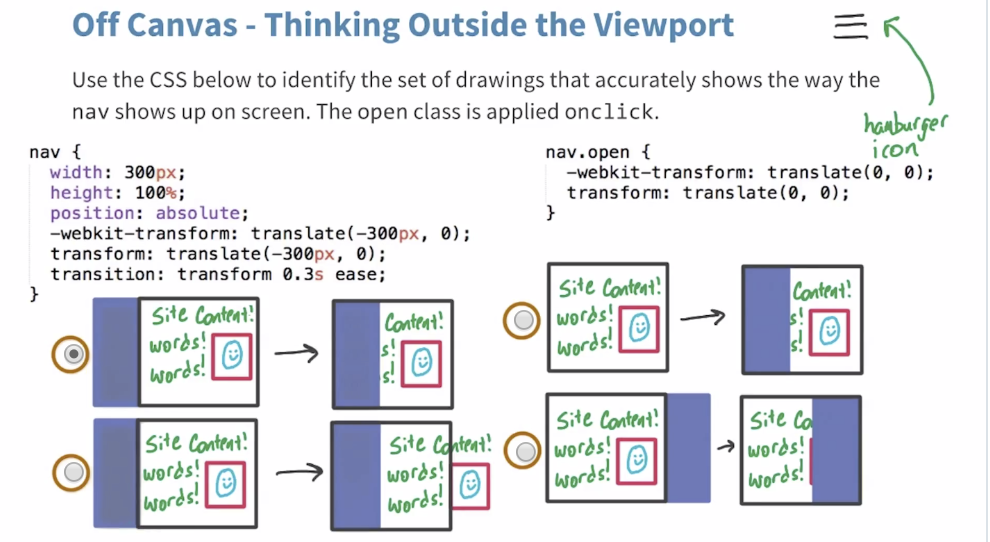 Off Canvas - Thinking Outside the Viewport
Use the CSS below to identify the set of drawings that accurately shows the way the
nav shows up on screen. The open class is applied onclick.
hamburger
icon
nav {
width: 300px;
height: 100%;
position: absolute;
-webkit-transform: translate(-300px, 0);
transform: translate(-300px, 0);
transition: transform 0.3s ease;
}
nav.open {
-webkit-transform: translate(0, 0);
transform: translate(0, 0);
}
Site Content!
words!
words!
Content!
s!
s!
Site Content!
words!
words!
Content!
s!
s!
Site Content!
words!
words!
Site Content!
words!
words!
Site Content!
words!
words!
Site Co
words!
words!